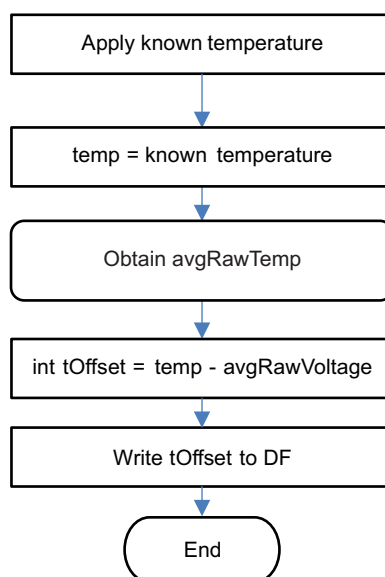 Apply known temperature
temp = known temperature
Obtain avgRawTemp
int tOffset = temp - avgRawVoltage
Write tOffset to DF
End